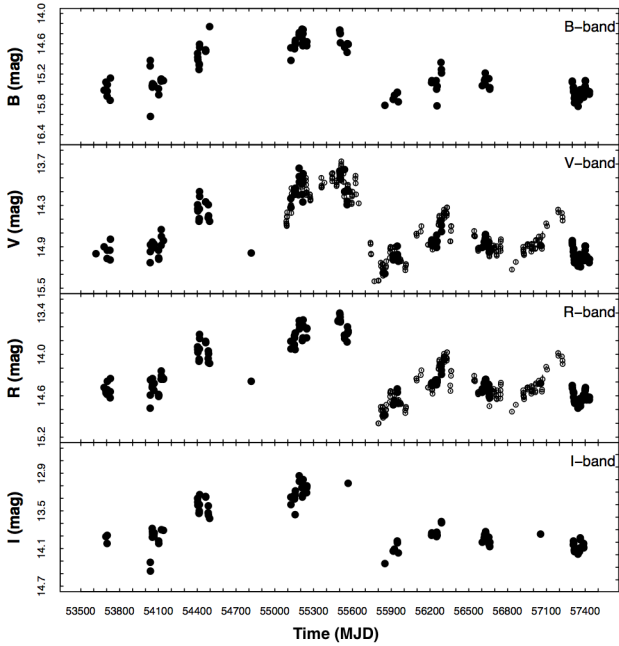 B (mag)
14.0
14.6
15.2
15.8
16.4
B-band
V (mag)
13.7
14.3
14.9
15.5
V-band
R (mag)
13.4
14.0
14.6
15.2
R-band
I (mag)
12.9
13.5
14.1
14.7
I-band
53500 53800 54100 54400 54700 55000 55300 55600 55900 56200 56500 56800 57100 57400
Time (MJD)